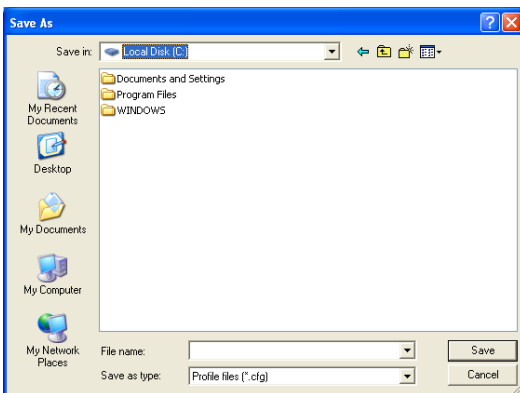 Save As
Save in:
Local Disk (C:)
Documents and Settings
Program Files
WINDOWS
My Recent
Documents
Desktop
My Documents
My Computer
My Network
Places
File name:
Save
Save as type:
Profile files (*.cfg)
Cancel